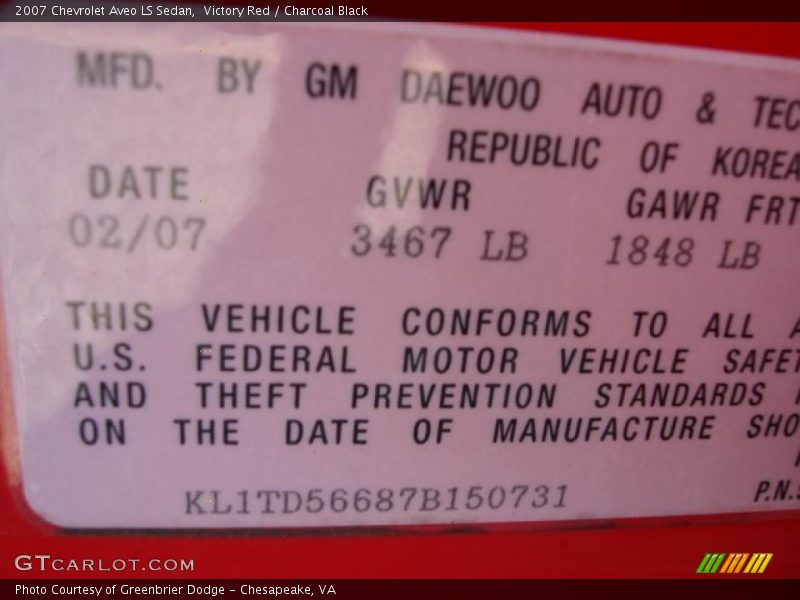 2007 Chevrolet Aveo LS Sedan, Victory Red / Charcoal Black
MFD. BY GM DAEWOO AUTO & TEC
REPUBLIC OF KOREA
DATE GVWR GAWR FRT
02/07 3467 LB 1848 LB
THIS VEHICLE CONFORMS TO ALL A
U.S. FEDERAL MOTOR VEHICLE SAFET
AND THEFT PREVENTION STANDARDS
ON THE DATE OF MANUFACTURE SHO
KL1TD56687B150731
P.N.
GTCARLOT.COM
Photo Courtesy of Greenbrier Dodge - Chesapeake, VA